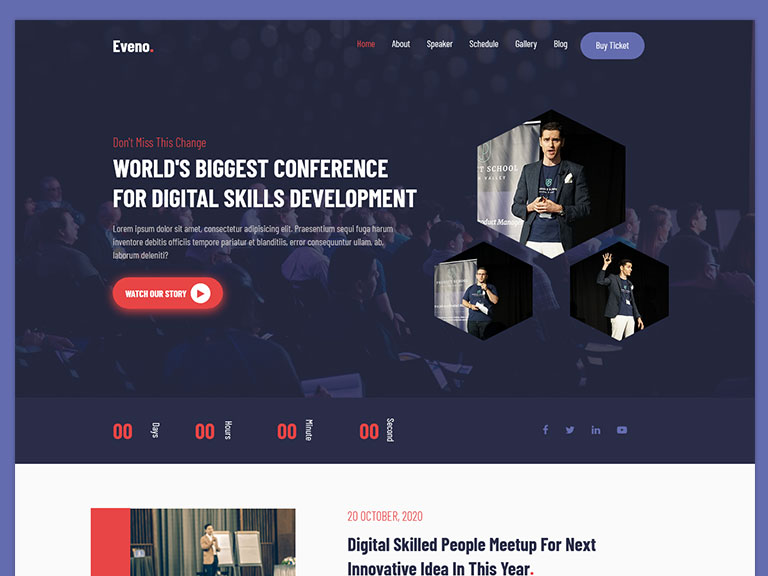 Eveno.
Home About Speaker Schedule Gallery Blog Buy Ticket
Don't Miss This Change
WORLD'S BIGGEST CONFERENCE
FOR DIGITAL SKILLS DEVELOPMENT
Lorem ipsum dolor sit amet, consectetur adipisicing elit. Praesentium sequi fuga harum
inventore debitis officiis tempore pariatur et blanditiis, error consequuntur ullam, ab,
laborum deleniti?
WATCH OUR STORY
00 Days 00 Hours 00 Minute 00 Second
20 OCTOBER, 2020
Digital Skilled People Meetup For Next
Innovative Idea In This Year.